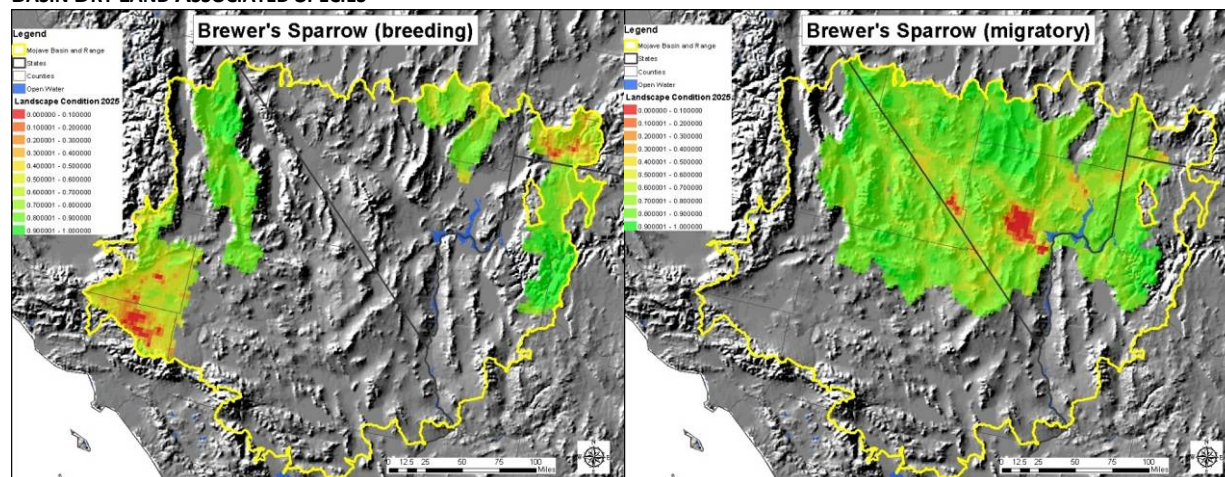 BASIN DRY LAND ASSOCIATED SPECIES
Brewer's Sparrow (breeding)
Legend
Mojave Basin and Range
States
Counties
Open Water
Landscape Condition 2025
0.000000 - 0.100000
0.100001 - 0.200000
0.200001 - 0.300000
0.300001 - 0.400000
0.400001 - 0.500000
0.500001 - 0.600000
0.600001 - 0.700000
0.700001 - 0.800000
0.800001 - 0.900000
0.900001 - 1.000000
0 12.5 25 50 75 100
Miles
Brewer's Sparrow (migratory)
Legend
Mojave Basin and Range
States
Counties
Open Water
Landscape Condition 2025
0.000000 - 0.100000
0.100001 - 0.200000
0.200001 - 0.300000
0.300001 - 0.400000
0.400001 - 0.500000
0.500001 - 0.600000
0.600001 - 0.700000
0.700001 - 0.800000
0.800001 - 0.900000
0.900001 - 1.000000
0 12.5 25 50 75 100
Miles